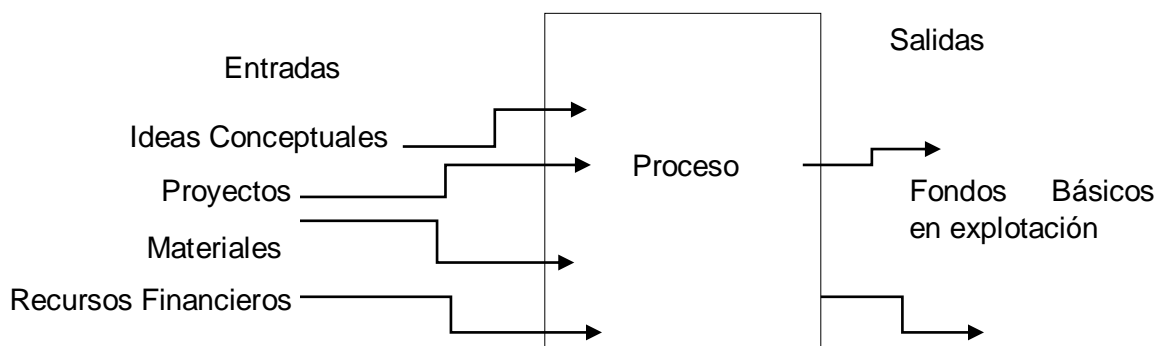 Salidas
Entradas
Ideas Conceptuales
Proyectos
Proceso
Materiales
Fondos Básicos
en explotación
Recursos Financieros